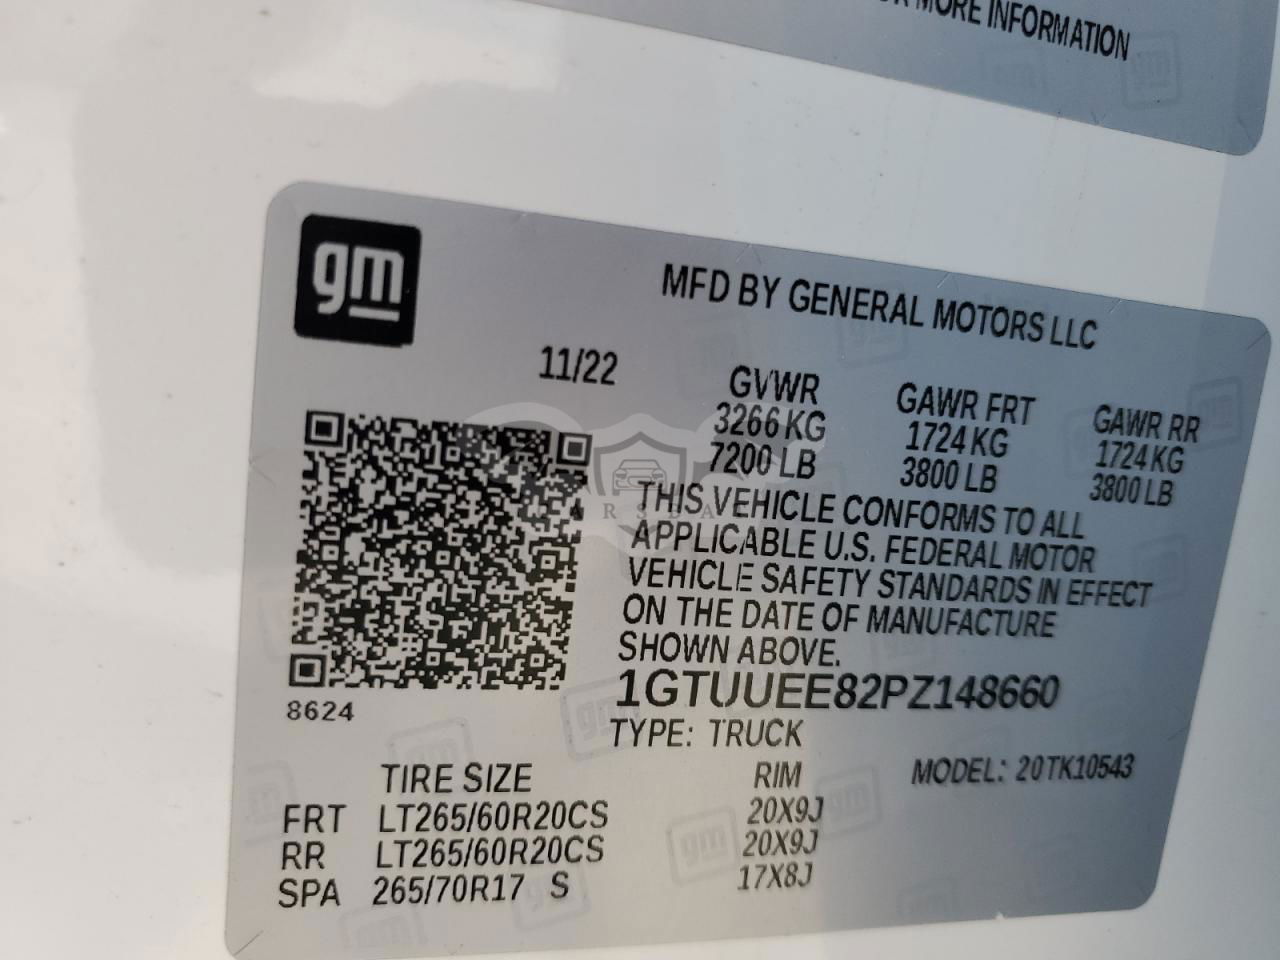 MORE INFORMATION
gm
MFD BY GENERAL MOTORS LLC
11/22
GVWR GAWR FRT GAWR RR
3266 KG 1724 KG 1724 KG
7200 LB 3800 LB 3800 LB
THIS VEHICLE CONFORMS TO ALL
APPLICABLE U.S. FEDERAL MOTOR
VEHICLE SAFETY STANDARDS IN EFFECT
ON THE DATE OF MANUFACTURE
SHOWN ABOVE.
1GTUUEE82PZ148660
8624
TYPE: TRUCK
TIRE SIZE RIM MODEL: 20TK10543
FRT LT265/60R20CS 20X9J
RR LT265/60R20CS 20X9J
SPA 265/70R17 S 17X8J